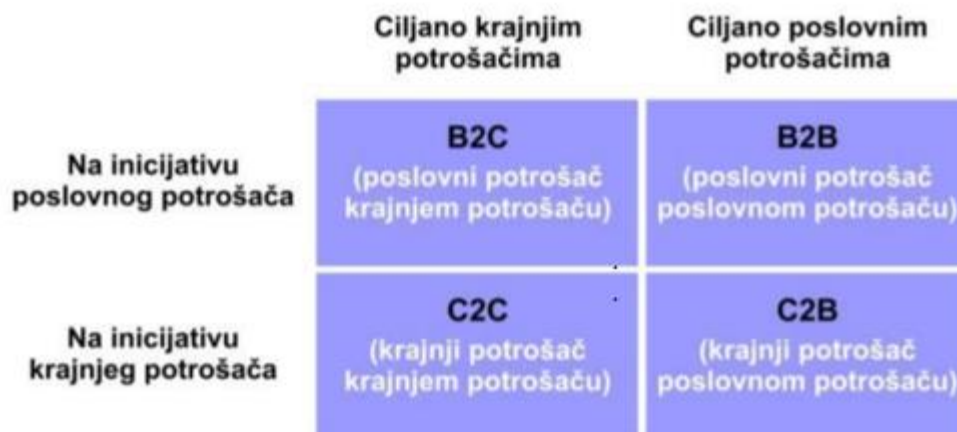 Ciljano krajnjim
potrošačima
Ciljano poslovnim
potrošačima
Na inicijativu
poslovnog potrošača
B2C
(poslovni potrošač
krajnjem potrošaču)
B2B
(poslovni potrošač
poslovnom potrošaču)
Na inicijativu
krajnjeg potrošača
C2C
(krajnji potrošač
krajnjem potrošaču)
C2B
(krajnji potrošač
poslovnom potrošaču)